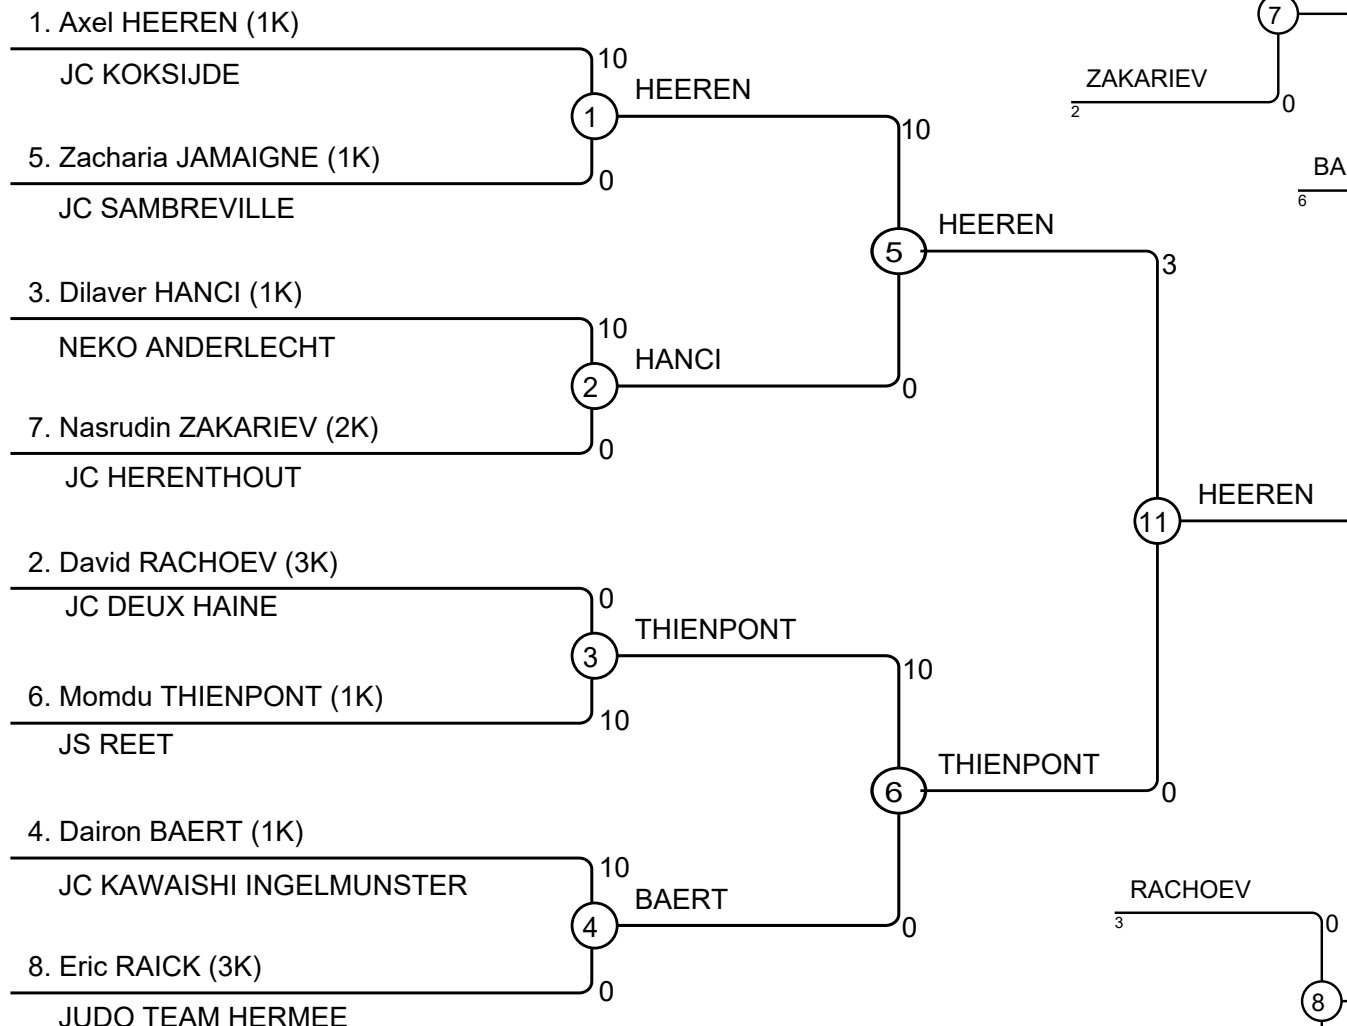 1. Axel HEEREN (1K)
JC KOKSIJDE
10
1
HEEREN
5. Zacharia JAMAIGNE (1K)
0
JC SAMBREVILLE
10
5
HEEREN
3. Dilaver HANCI (1K)
NEKO ANDERLECHT
10
2
HANCI
0
7. Nasrudin ZAKARIEV (2K)
0
JC HERENTHOUT
3
11
HEEREN
2. David RACHOEV (3K)
JC DEUX HAINE
0
3
THIENPONT
6. Momdu THIENPONT (1K)
10
JS REET
10
6
THIENPONT
0
4. Dairon BAERT (1K)
JC KAWAISHI INGELMUNSTER
10
4
BAERT
0
8. Eric RAICK (3K)
0
JUDO TEAM HERMEE
7
ZAKARIEV
2
0
BA
6
RACHOEV
3
0
8